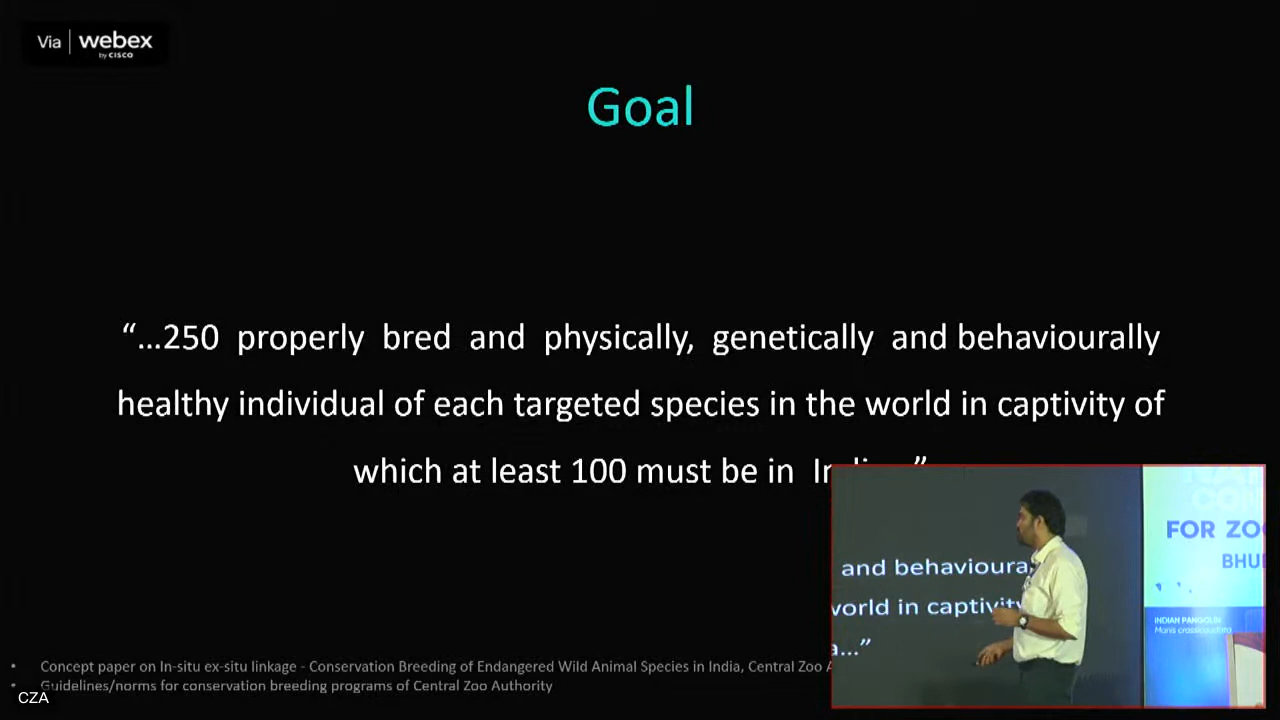 Via | webex
by CISCO
Goal
“...250 properly bred and physically, genetically and behaviourally
healthy individual of each targeted species in the world in captivity of
which at least 100 must be in ”
• Concept paper on In-situ ex-situ linkage - Conservation Breeding of Endangered Wild Animal Species in India, Central Zoo
• Guidelines/norms for conservation breeding programs of Central Zoo Authority
CZA
and behavioura
world in captivity
a...”
FOR ZOO
BHU
INDIAN PANGOLIN
Manis crassicaudata